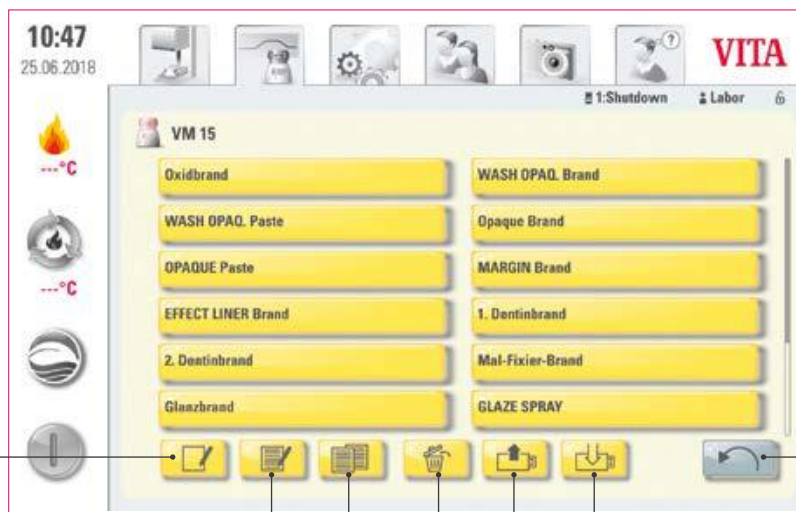 10:47
25.06.2018
VITA
1:Shutdown Labor
---°C
VM 15
Oxidbrand WASH OPAQ. Brand
WASH OPAQ. Paste Opaque Brand
OPAQUE Paste MARGIN Brand
---°C
EFFECT LINER Brand 1. Dentinbrand
2. Dentinbrand Mal-Fixier-Brand
Glanzbrand GLAZE SPRAY